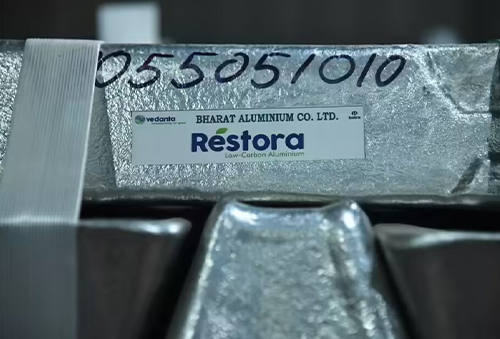 055051010
vedanta
BHARAT ALUMINIUM CO. LTD.
Restora
Low-Carbon Aluminium